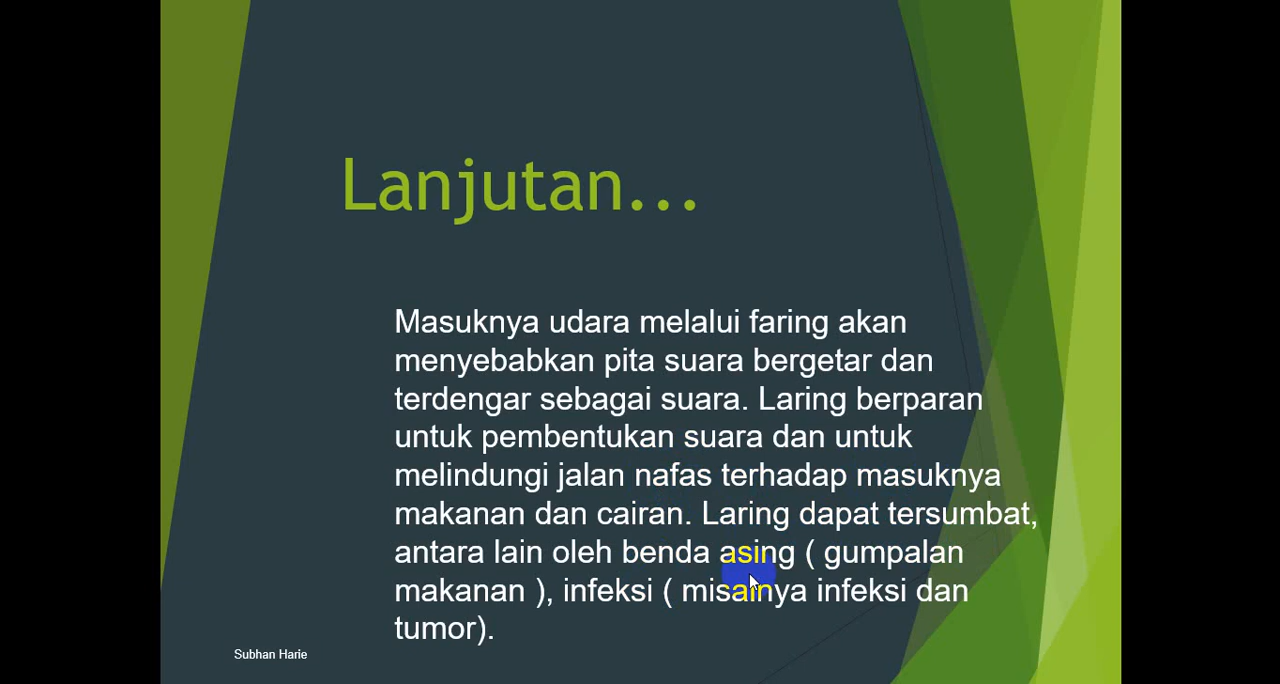 Lanjutan...
Masuknya udara melalui faring akan
menyebabkan pita suara bergetar dan
terdengar sebagai suara. Laring berparan
untuk pembentukan suara dan untuk
melindungi jalan nafas terhadap masuknya
makanan dan cairan. Laring dapat tersumbat,
antara lain oleh benda asing ( gumpalan
makanan ), infeksi ( misalnya infeksi dan
tumor).
Subhan Harie